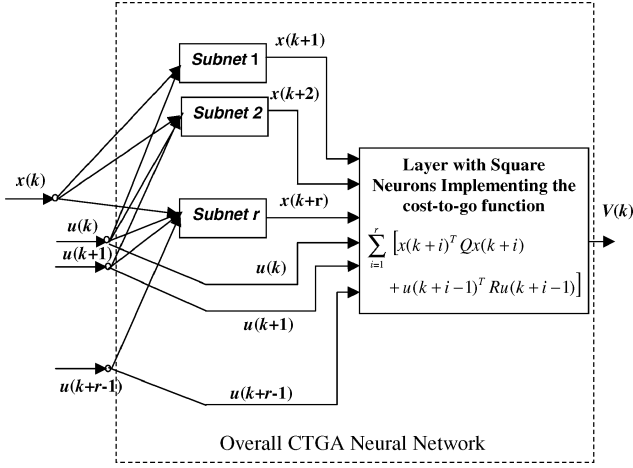 Subnet 1
x(k+1)
Subnet 2
x(k+2)
x(k)
Subnet r
x(k+r)
u(k)
u(k+1)
u(k)
u(k+1)
u(k+r-1)
u(k+r-1)
Layer with Square
Neurons Implementing the
cost-to-go function
∑_{i=1}^{r} [x(k+i)^T Qx(k+i)
+ u(k+i−1)^T Ru(k+i−1)]
V(k)
Overall CTGA Neural Network